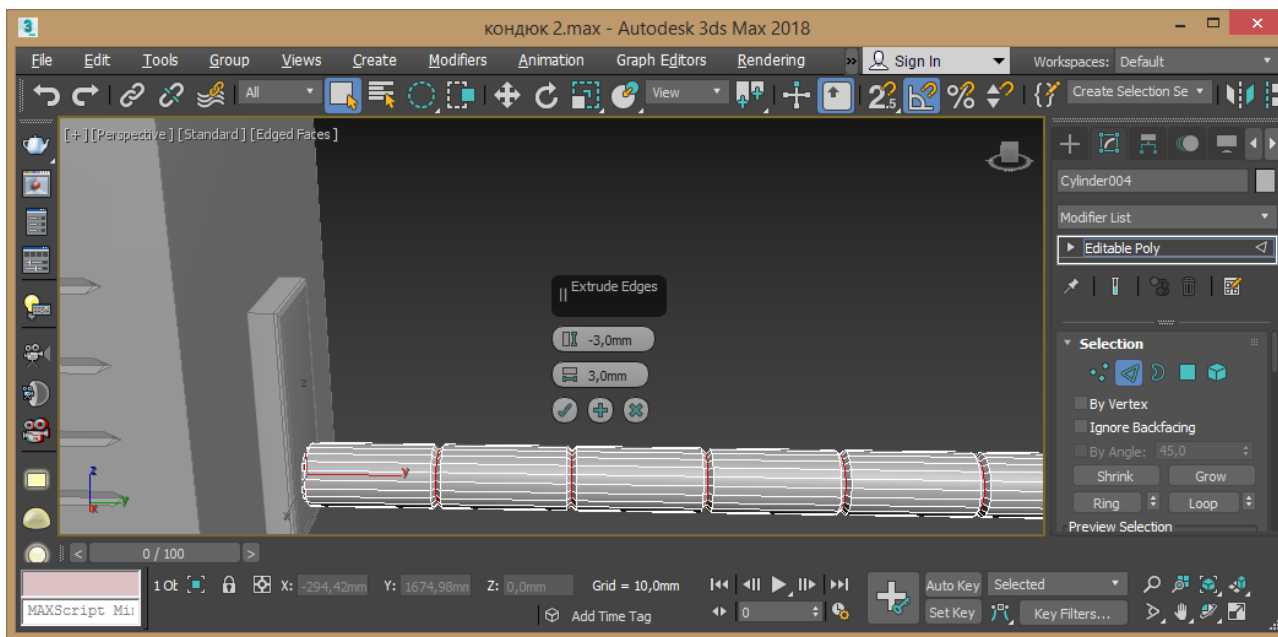 3
кондюк 2.max - Autodesk 3ds Max 2018
File Edit Tools Group Views Create Modifiers Animation Graph Editors Rendering » Sign In Workspaces: Default
All View 2.5 % Create Selection Se
[+] [Perspective] [Standard] [Edged Faces]
Cylinder004
Modifier List
Editable Poly
Extrude Edges
-3,0mm
3,0mm
Selection
By Vertex
Ignore Backfacing
By Angle: 45,0
Shrink Grow
Ring Loop
Preview Selection
z
y
z
y
x
x
< 0 / 100 >
1 Ob X: -294,42mm Y: 1674,98mm Z: 0,0mm Grid = 10,0mm Auto Key Selected
MAXScript Mi Add Time Tag 0 Set Key Key Filters...